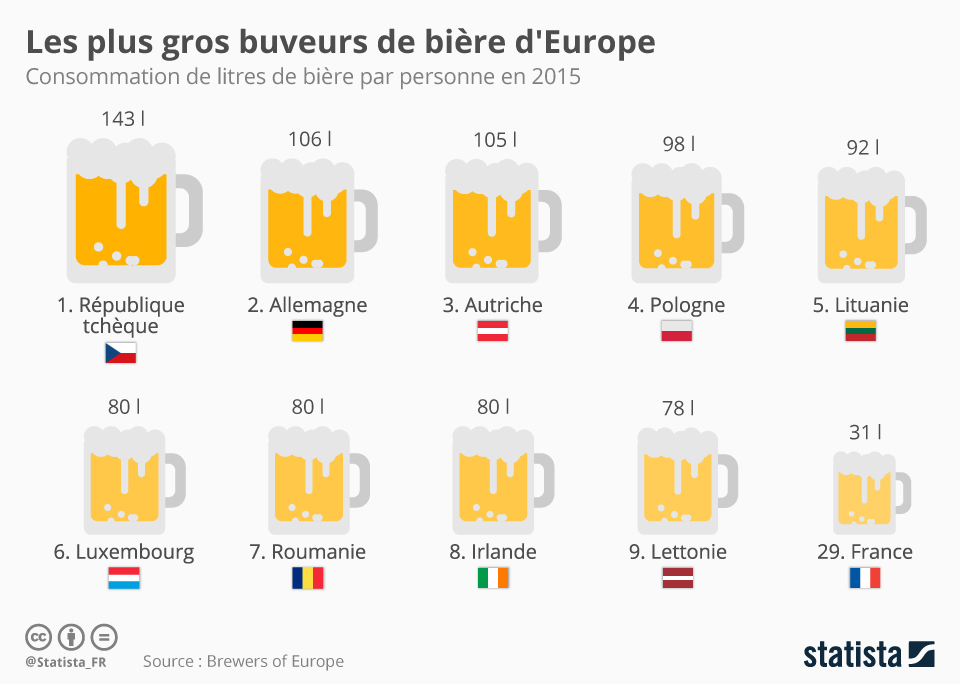 Les plus gros buveurs de bière d'Europe
Consommation de litres de bière par personne en 2015
143 l
106 l
105 l
98 l
92 l
1. République
tchèque
2. Allemagne
3. Autriche
4. Pologne
5. Lituanie
80 l
80 l
80 l
78 l
31 l
6. Luxembourg
7. Roumanie
8. Irlande
9. Lettonie
29. France
cc
@Statista_FR
Source : Brewers of Europe
statista